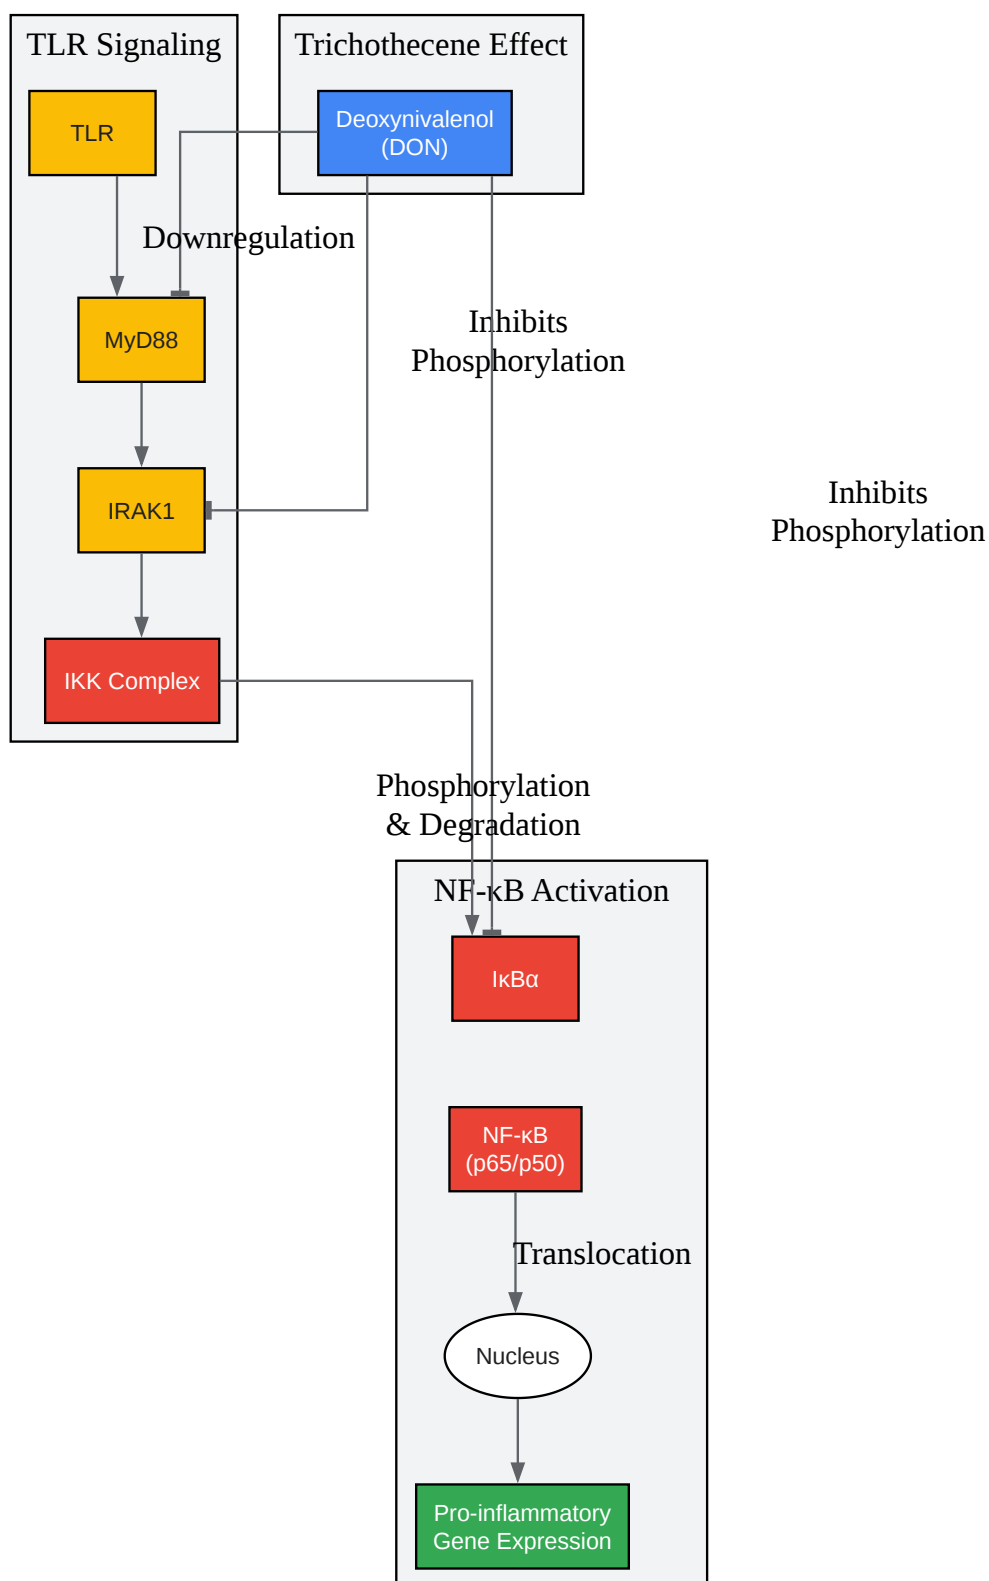 TLR Signaling
Trichothecene Effect
TLR
Deoxynivalenol
(DON)
Downregulation
MyD88
Inhibits
Phosphorylation
IRAK1
Inhibits
Phosphorylation
IKK Complex
Phosphorylation
& Degradation
NF-κB Activation
IκBα
NF-κB
(p65/p50)
Translocation
Nucleus
Pro-inflammatory
Gene Expression